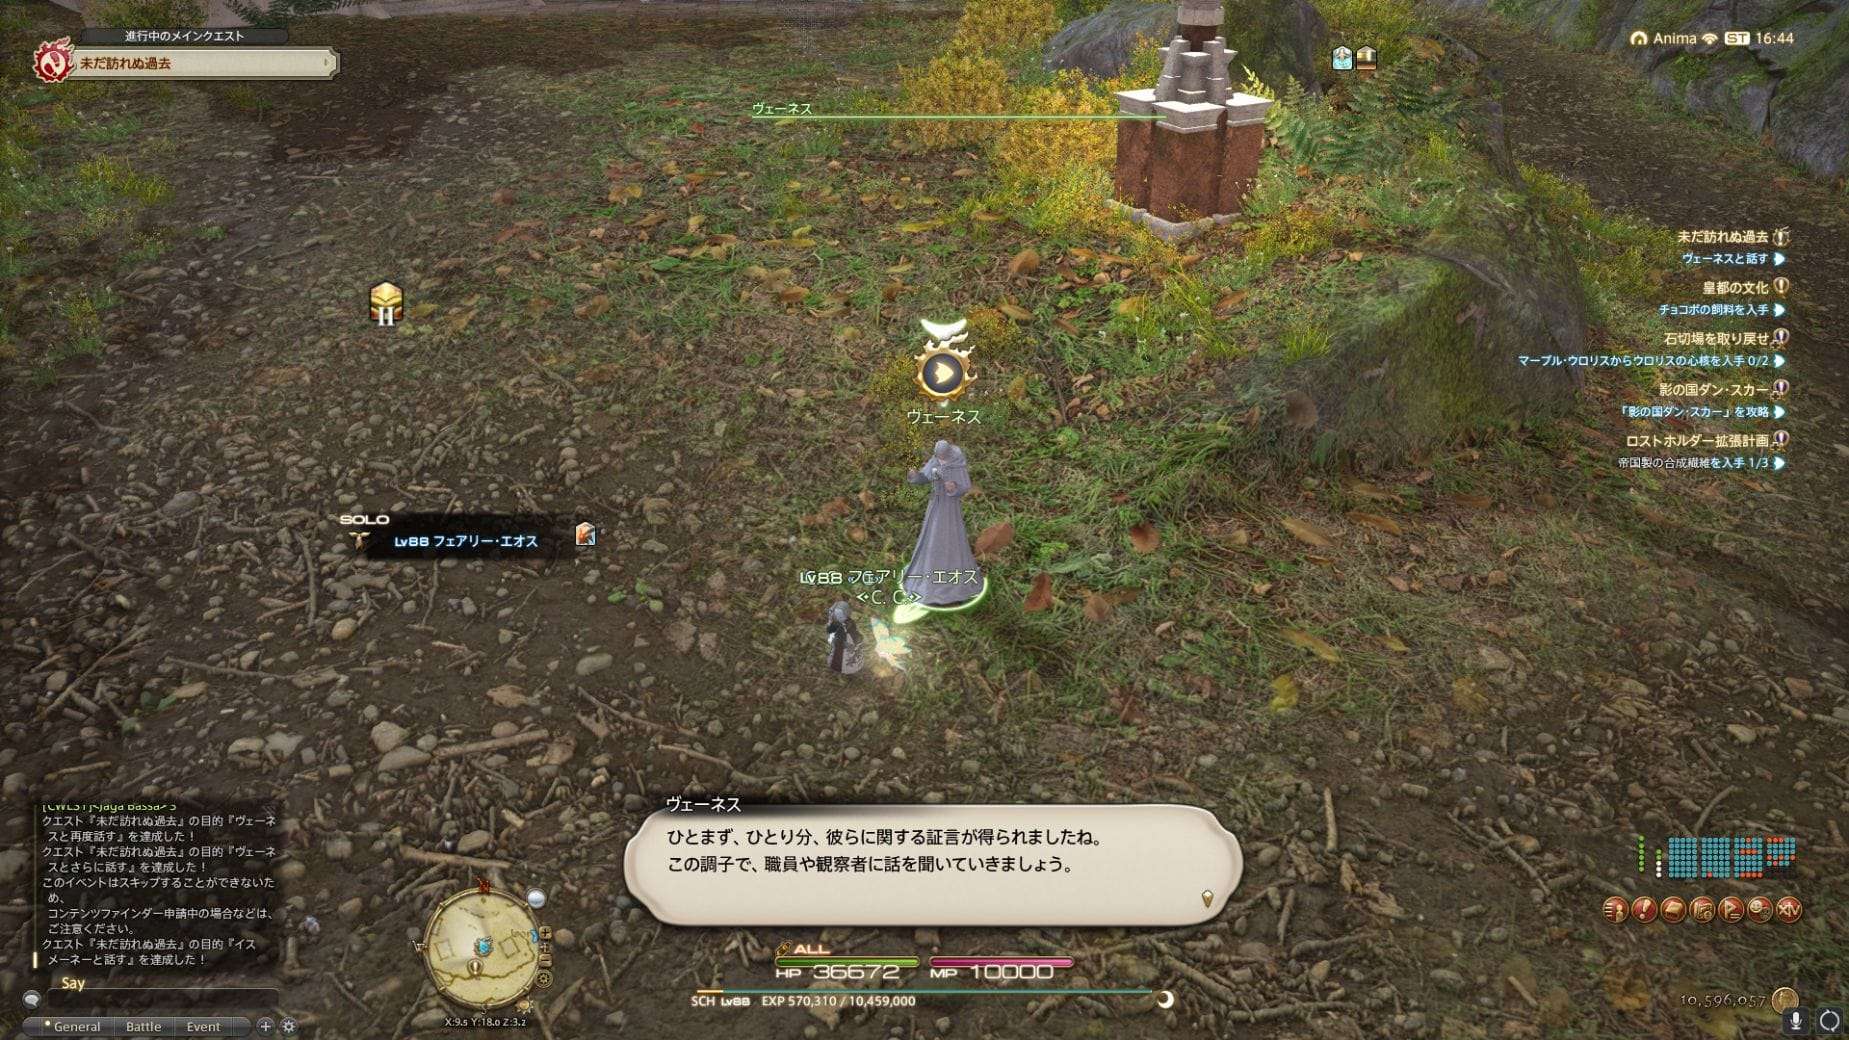 進行中のメインクエスト
未だ訪れぬ過去
Anima ST 16:44
ヴェーネス
未だ訪れぬ過去
ヴェーネスと話す
皇都の文化
チョコボの飼料を入手
石切場を取り戻せ
マーブル・ウロリスからウロリスの心核を入手 0/2
影の国ダン・スカー
「影の国ダン・スカー」を攻略
ロストホルダー拡張計画
帝国製の合成繊維を入手 1/3
II
ヴェーネス
SOLO
Lv88 フェアリー・エオス
Lv88 フェアリー・エオス
<C. C>
ヴェーネス
ひとまず、ひとり分、彼らに関する証言が得られましたね。
この調子で、職員や観察者に話を聞いていきましょう。
[CWLS1]<Jaga Bassa> 3
クエスト『未だ訪れぬ過去』の目的『ヴェーネ
スと再度話す』を達成した！
クエスト『未だ訪れぬ過去』の目的『ヴェーネ
スとさらに話す』を達成した！
このイベントはスキップすることができないた
め、
コンテンツファインダー申請中の場合などは、
ご注意ください。
クエスト『未だ訪れぬ過去』の目的『イス
メーネーと話す』を達成した！
Say
General Battle Event
X:9.5 Y:18.0 Z:3.2
ALL
HP 36672 MP 10000
SCH Lv88 EXP 570,310 / 10,459,000
XIV
10,596,057